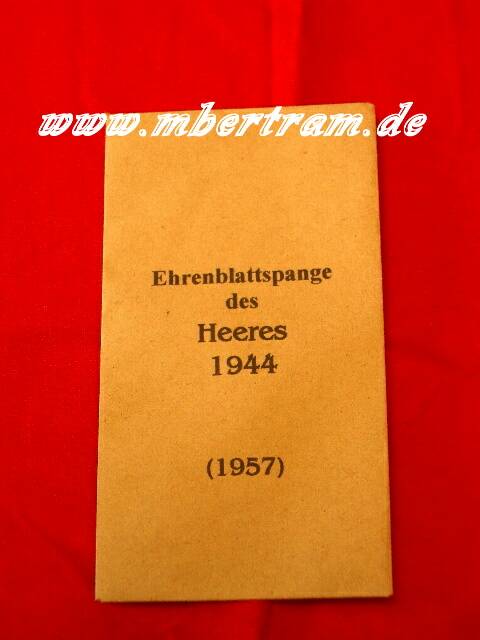 www.mbertram.de
Ehrenblattspange
des
Heeres
1944
(1957)